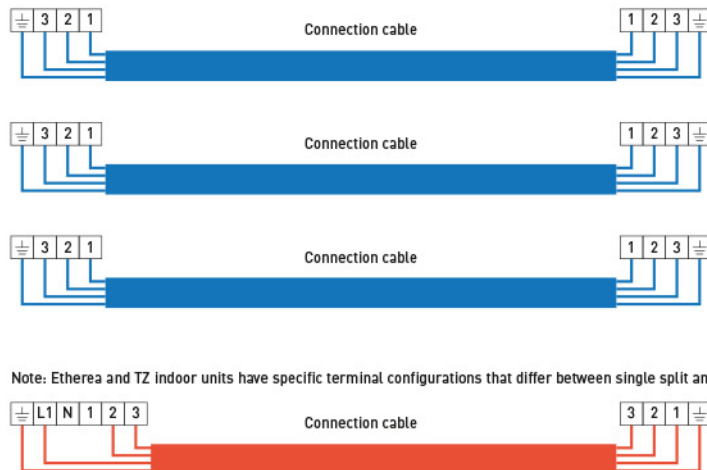 ⏚ 3 2 1 Connection cable 1 2 3 ⏚
⏚ 3 2 1 Connection cable 1 2 3 ⏚
⏚ 3 2 1 Connection cable 1 2 3 ⏚
Note: Etherea and TZ indoor units have specific terminal configurations that differ between single split an
⏚ L1 N 1 2 3 Connection cable 3 2 1 ⏚